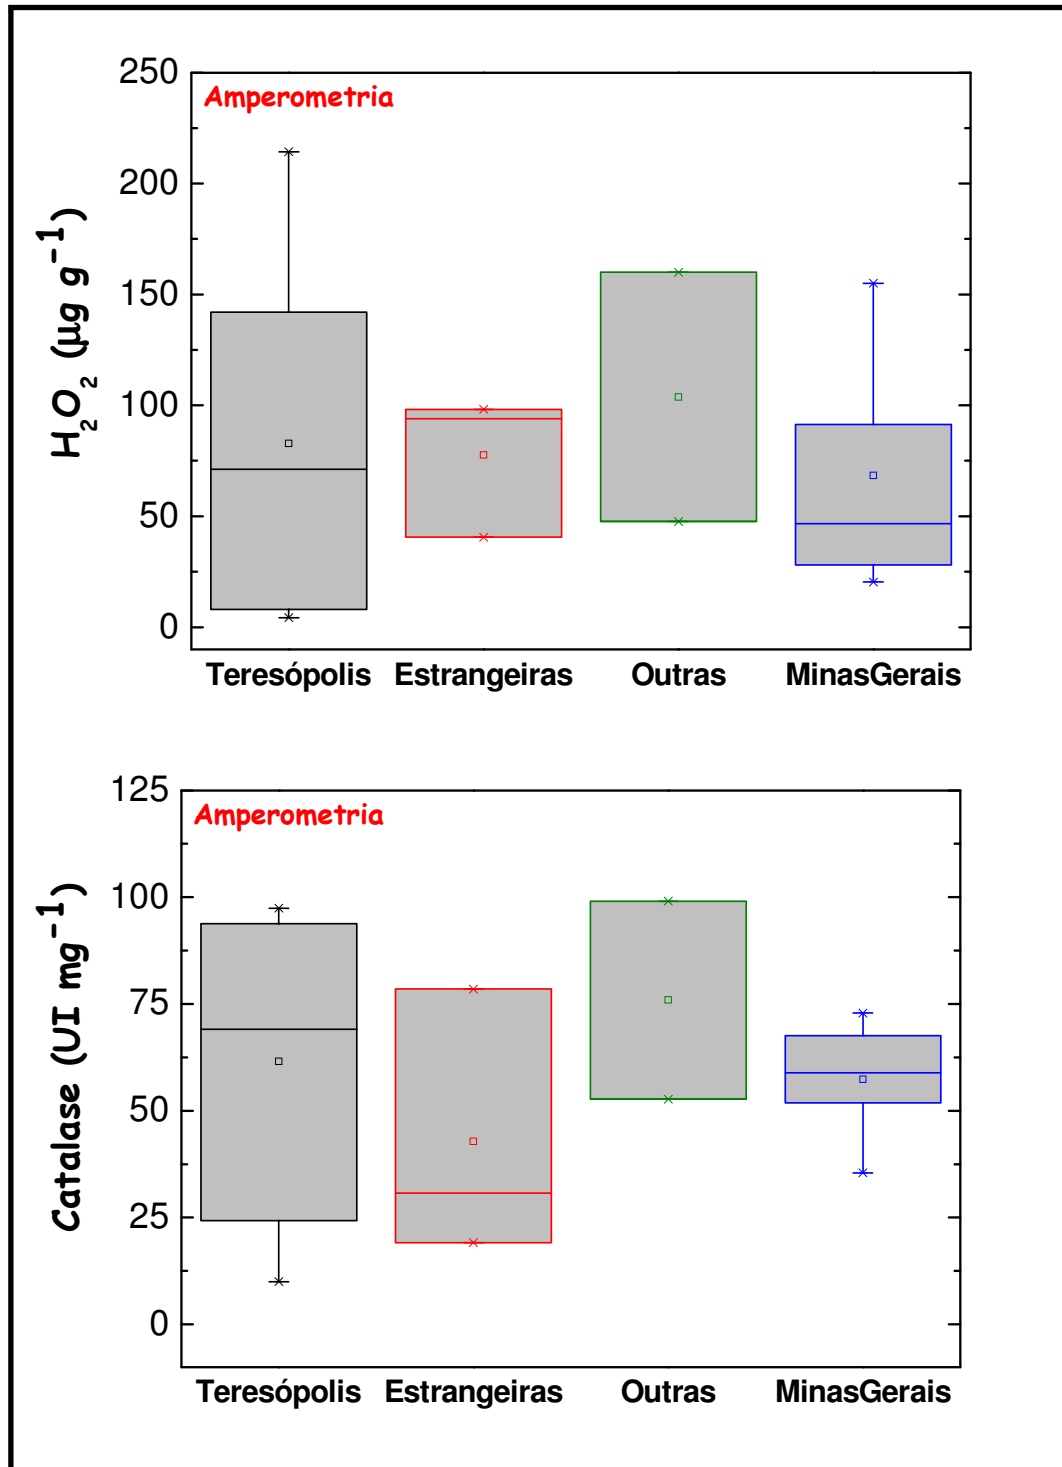 250
Amperometria
200
150
100
50
0
H₂O₂ (µg g⁻¹)
Teresópolis Estrangeiras Outras MinasGerais
125
Amperometria
100
75
50
25
0
Catalase (UI mg⁻¹)
Teresópolis Estrangeiras Outras MinasGerais